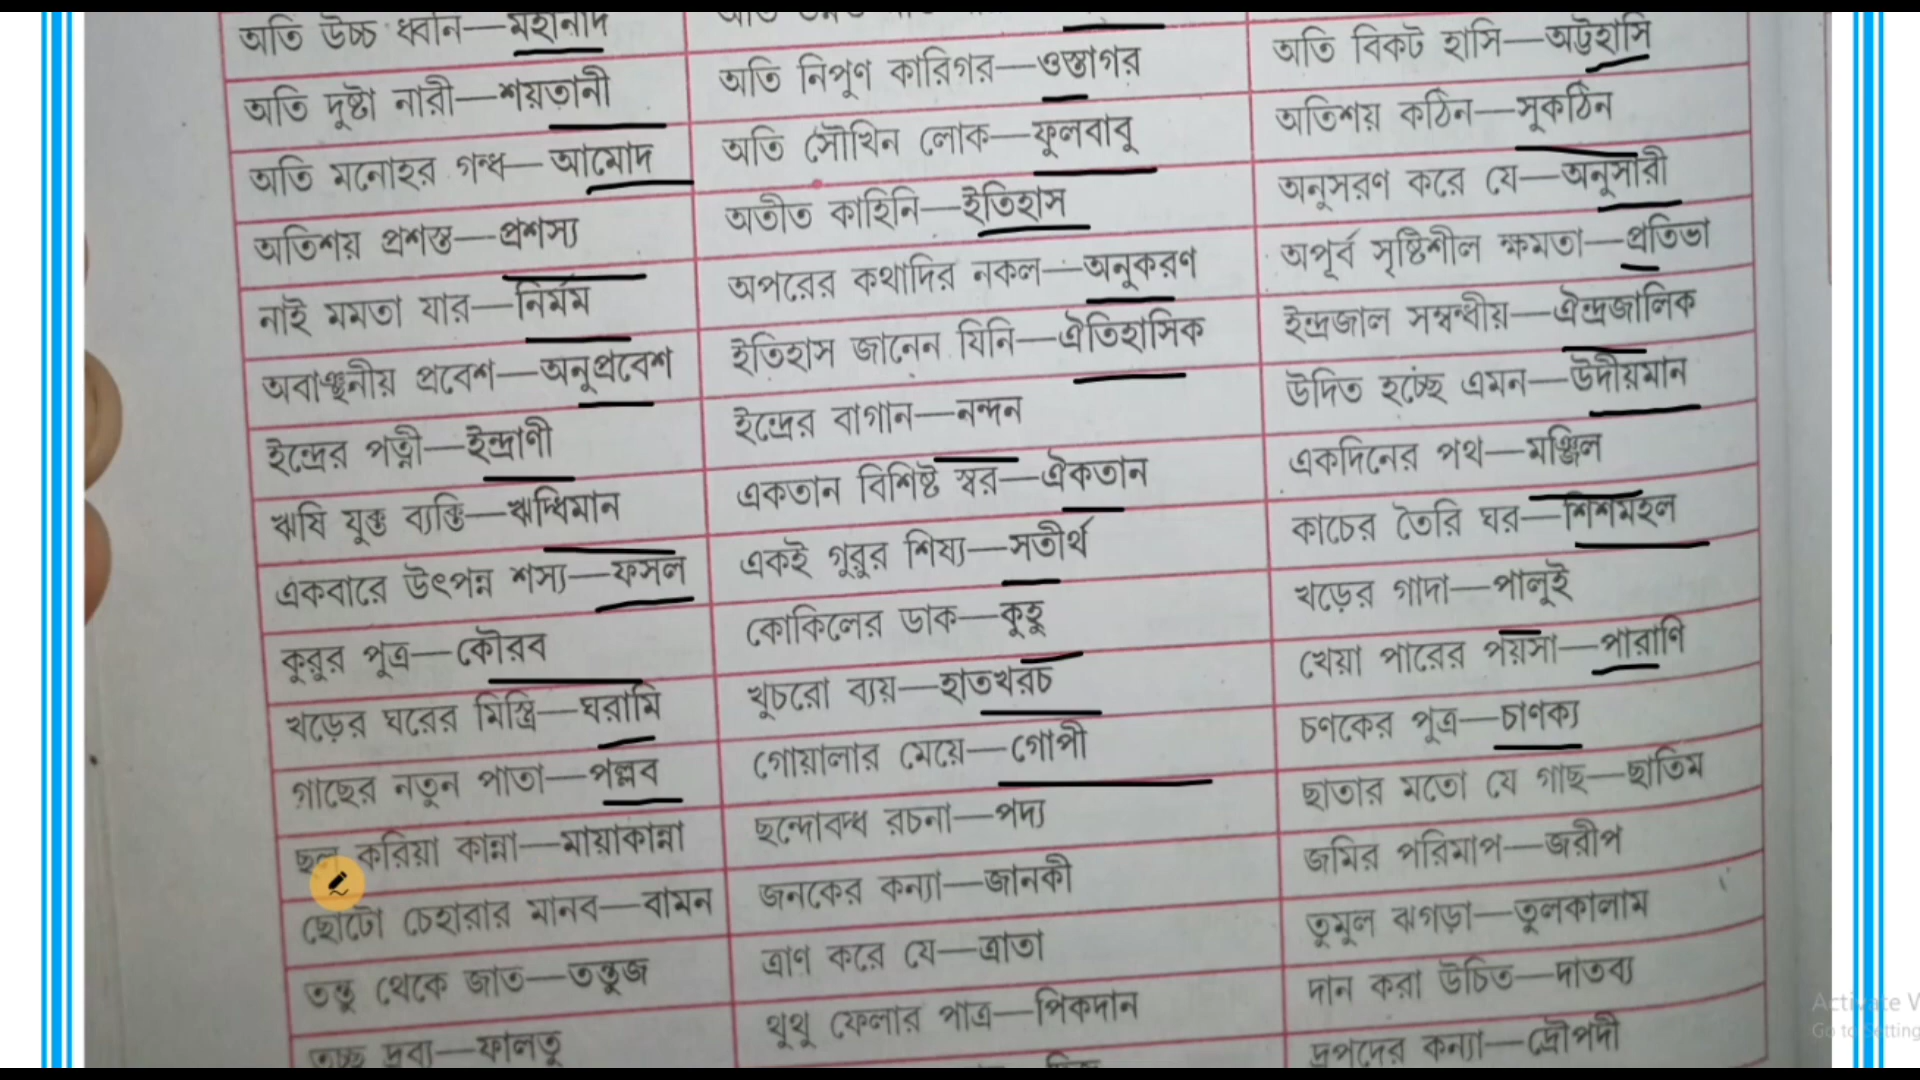 অতি উচ্চ ধ্বনি—মহানাদ
অতি বিকট হাসি—অট্টহাসি
অতি দুষ্টা নারী—শয়তানী
অতি নিপুণ কারিগর—ওস্তাগর
অতিশয় কঠিন—সুকঠিন
অতি মনোহর গন্ধ—আমোদ
অতি সৌখিন লোক—ফুলবাবু
অনুসরণ করে যে—অনুসারী
অতিশয় প্রশস্ত—প্রশস্য
অতীত কাহিনি—ইতিহাস
অপূর্ব সৃষ্টিশীল ক্ষমতা—প্রতিভা
নাই মমতা যার—নির্মম
অপরের কথাদির নকল—অনুকরণ
ইন্দ্রজাল সম্বন্ধীয়—ঐন্দ্রজালিক
অবাঞ্ছনীয় প্রবেশ—অনুপ্রবেশ
ইতিহাস জানেন যিনি—ঐতিহাসিক
উদিত হচ্ছে এমন—উদীয়মান
ইন্দ্রের পত্নী—ইন্দ্রাণী
ইন্দ্রের বাগান—নন্দন
একদিনের পথ—মঞ্জিল
ঋষি যুক্ত ব্যক্তি—ঋদ্ধিমান
একতান বিশিষ্ট স্বর—ঐকতান
কাচের তৈরি ঘর—শিশমহল
একবারে উৎপন্ন শস্য—ফসল
একই গুরুর শিষ্য—সতীর্থ
খড়ের গাদা—পালুই
কুরুর পুত্র—কৌরব
কোকিলের ডাক—কুহু
খেয়া পারের পয়সা—পারাণি
খড়ের ঘরের মিস্ত্রি—ঘরামি
খুচরো ব্যয়—হাতখরচ
চণকের পুত্র—চাণক্য
গাছের নতুন পাতা—পল্লব
গোয়ালার মেয়ে—গোপী
ছাতার মতো যে গাছ—ছাতিম
ছল করিয়া কান্না—মায়াকান্না
ছন্দোবদ্ধ রচনা—পদ্য
জমির পরিমাপ—জরীপ
ছোটো চেহারার মানব—বামন
জনকের কন্যা—জানকী
তুমুল ঝগড়া—তুলকালাম
তন্তু থেকে জাত—তন্তুজ
ত্রাণ করে যে—ত্রাতা
দান করা উচিত—দাতব্য
তুচ্ছ দ্রব্য—ফালতু
থুথু ফেলার পাত্র—পিকদান
দ্রুপদের কন্যা—দ্রৌপদী
Activate
Go to Setting